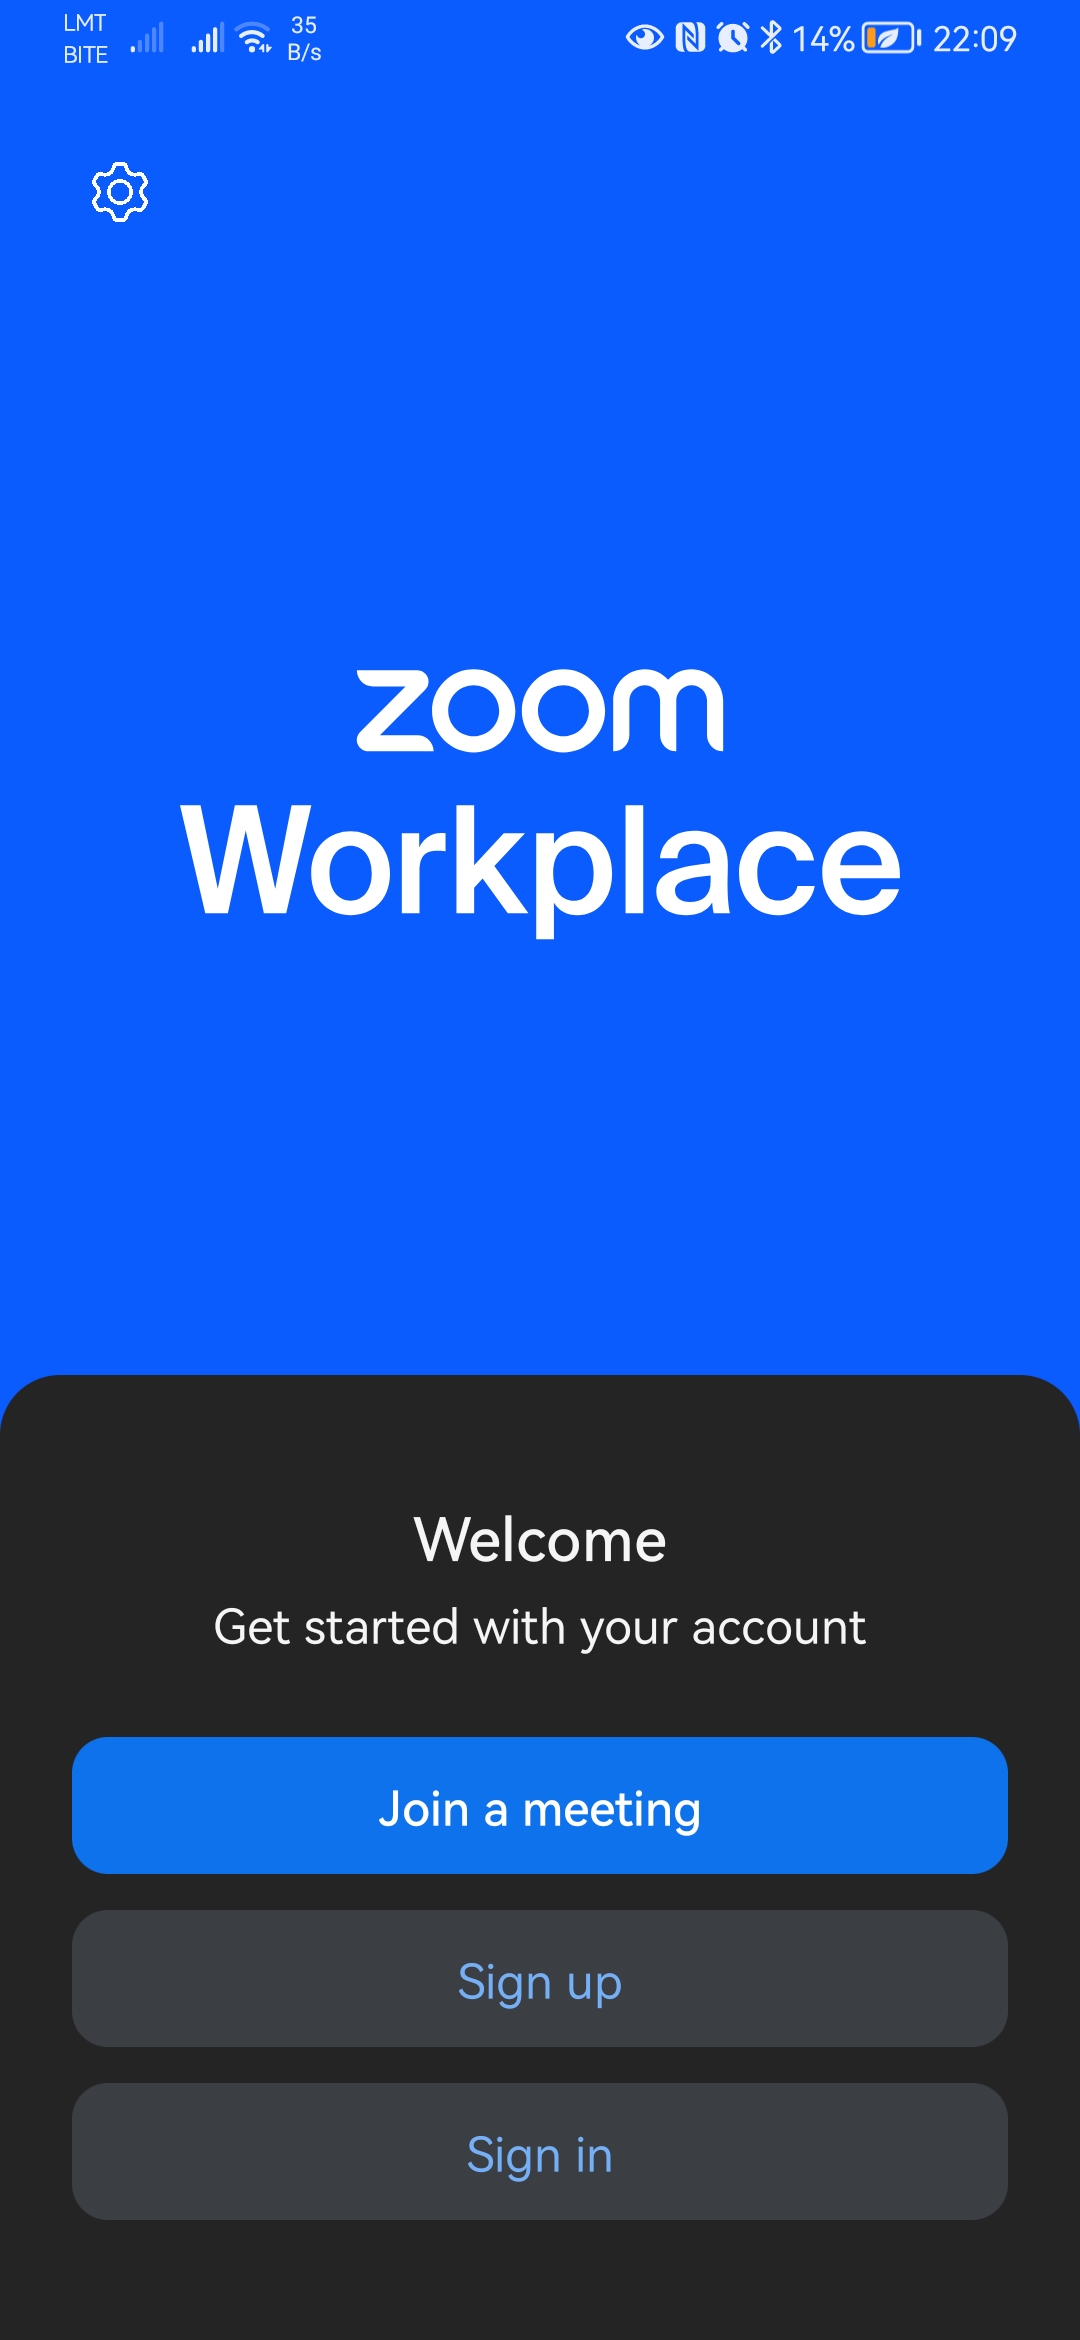 LMT
BITE
35
B/s
14%
22:09
zoom
Workplace
Welcome
Get started with your account
Join a meeting
Sign up
Sign in